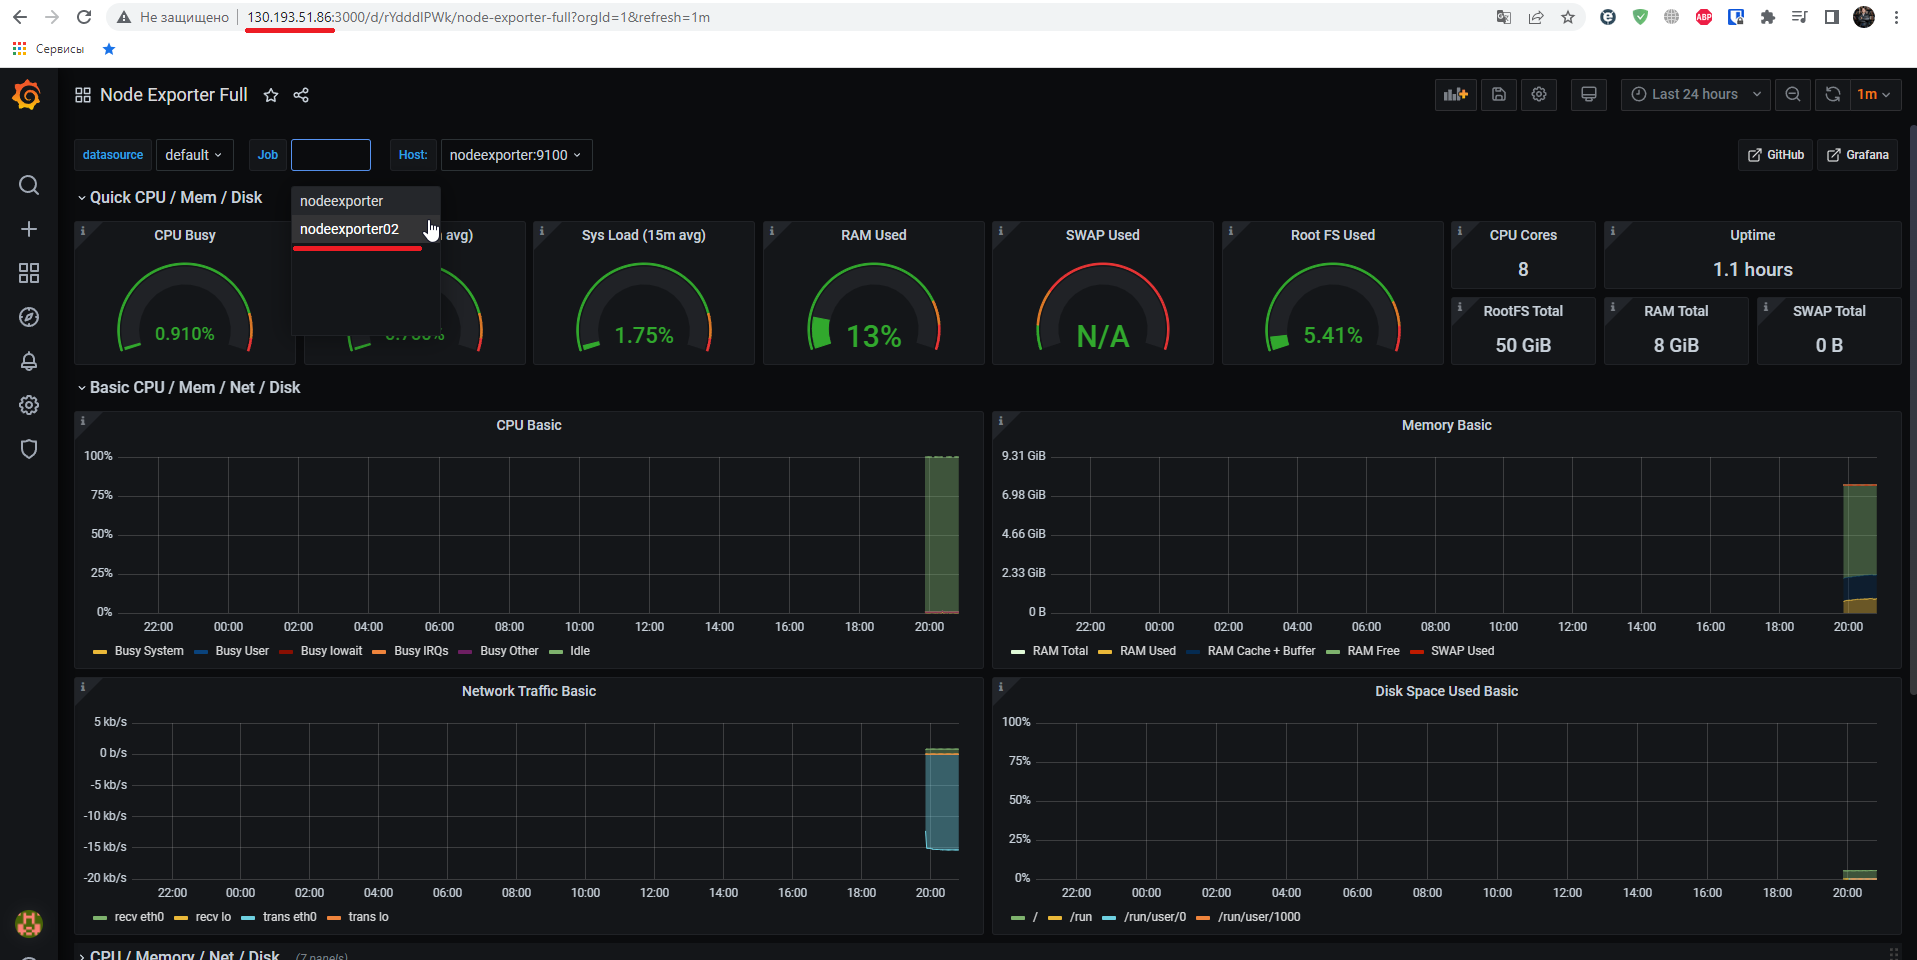 Не защищено 130.193.51.86:3000/d/rYdddlPWk/node-exporter-full?orgId=1&refresh=1m
ABP
Сервисы
Node Exporter Full
Last 24 hours
1m
datasource default Job Host: nodeexporter:9100
GitHub Grafana
Quick CPU / Mem / Disk
nodeexporter
nodeexporter02
CPU Busy
0.910%
avg)
Sys Load (15m avg)
1.75%
RAM Used
13%
SWAP Used
N/A
Root FS Used
5.41%
CPU Cores
8
Uptime
1.1 hours
RootFS Total
50 GiB
RAM Total
8 GiB
SWAP Total
0 B
Basic CPU / Mem / Net / Disk
CPU Basic
100%
75%
50%
25%
0%
22:00 00:00 02:00 04:00 06:00 08:00 10:00 12:00 14:00 16:00 18:00 20:00
Busy System Busy User Busy Iowait Busy IRQs Busy Other Idle
Memory Basic
9.31 GiB
6.98 GiB
4.66 GiB
2.33 GiB
0 B
22:00 00:00 02:00 04:00 06:00 08:00 10:00 12:00 14:00 16:00 18:00 20:00
RAM Total RAM Used RAM Cache + Buffer RAM Free SWAP Used
Network Traffic Basic
5 kb/s
0 b/s
-5 kb/s
-10 kb/s
-15 kb/s
-20 kb/s
22:00 00:00 02:00 04:00 06:00 08:00 10:00 12:00 14:00 16:00 18:00 20:00
recv eth0 recv lo trans eth0 trans lo
Disk Space Used Basic
100%
75%
50%
25%
0%
22:00 00:00 02:00 04:00 06:00 08:00 10:00 12:00 14:00 16:00 18:00 20:00
/ /run /run/user/0 /run/user/1000
CPU / Memory / Net / Disk (7 panels)